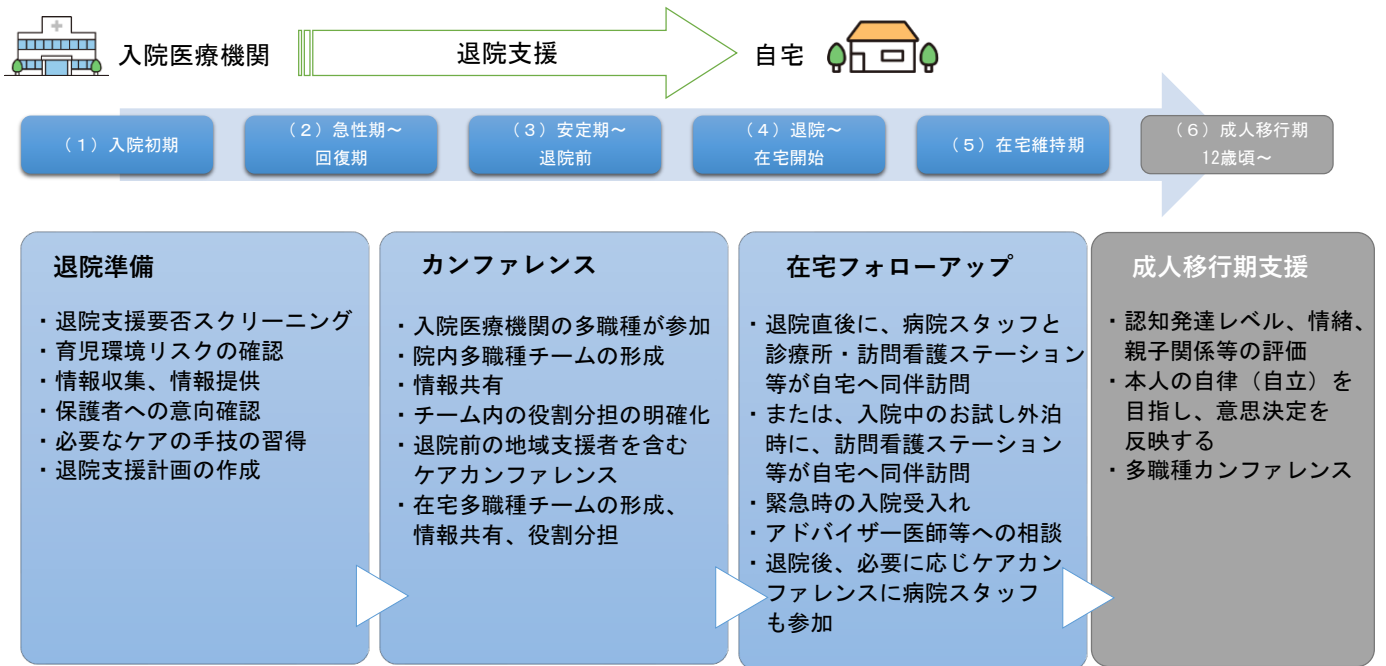 入院医療機関
退院支援
自宅
（１）入院初期
（２）急性期～
回復期
（３）安定期～
退院前
（４）退院～
在宅開始
（５）在宅維持期
（６）成人移行期
12歳頃～
退院準備
・退院支援要否スクリーニング
・育児環境リスクの確認
・情報収集、情報提供
・保護者への意向確認
・必要なケアの手技の習得
・退院支援計画の作成
カンファレンス
・入院医療機関の多職種が参加
・院内多職種チームの形成
・情報共有
・チーム内の役割分担の明確化
・退院前の地域支援者を含む
ケアカンファレンス
・在宅多職種チームの形成、
情報共有、役割分担
在宅フォローアップ
・退院直後に、病院スタッフと
診療所・訪問看護ステーション
等が自宅へ同伴訪問
・または、入院中のお試し外泊
時に、訪問看護ステーション
等が自宅へ同伴訪問
・緊急時の入院受入れ
・アドバイザー医師等への相談
・退院後、必要に応じケアカン
ファレンスに病院スタッフ
も参加
成人移行期支援
・認知発達レベル、情緒、
親子関係等の評価
・本人の自律（自立）を
目指し、意思決定を
反映する
・多職種カンファレンス